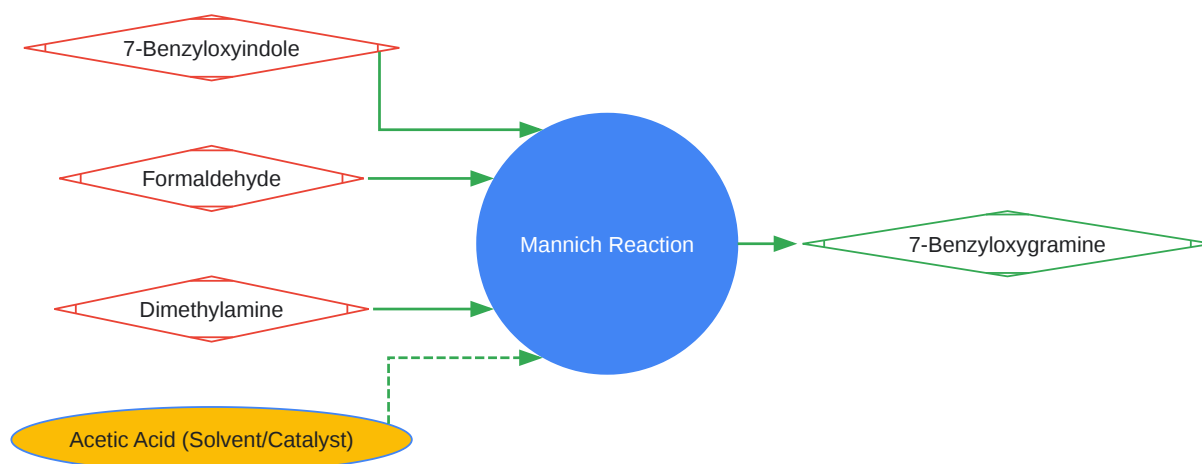 7-Benzyloxyindole
Formaldehyde
Mannich Reaction
7-Benzyloxygramine
Dimethylamine
Acetic Acid (Solvent/Catalyst)